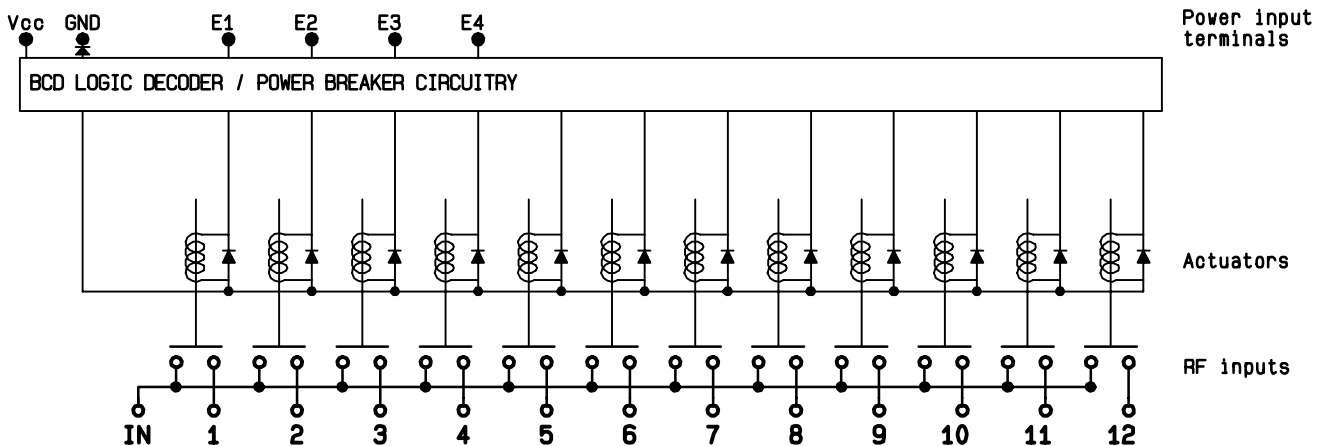 Vcc GND E1 E2 E3 E4
Power input
terminals
BCD LOGIC DECODER / POWER BREAKER CIRCUITRY
Actuators
RF inputs
IN 1 2 3 4 5 6 7 8 9 10 11 12